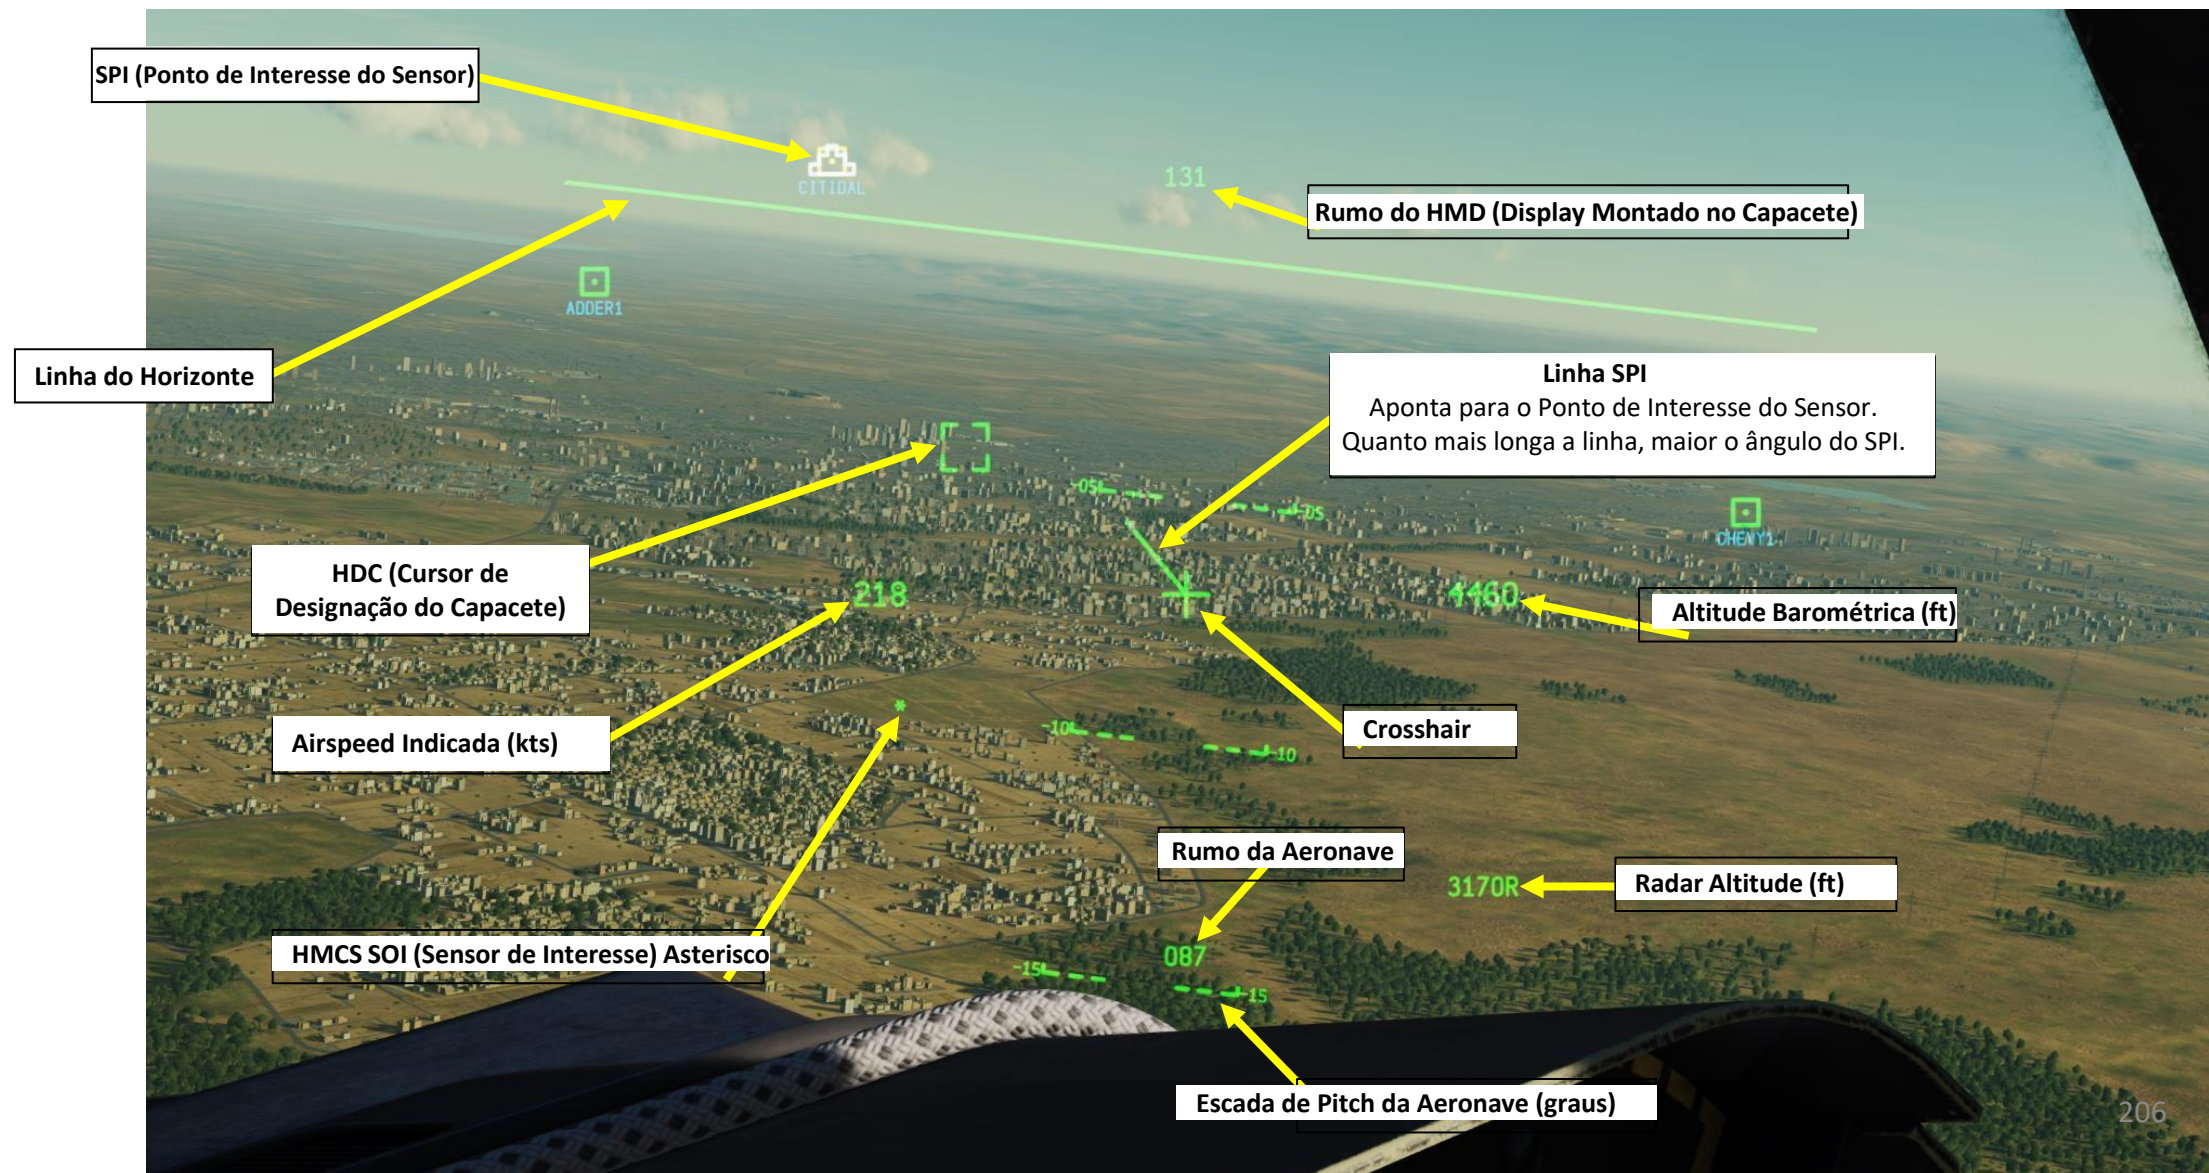 SPI (Ponto de Interesse do Sensor)
CITIDAL
131
Rumo do HMD (Display Montado no Capacete)
ADDER1
Linha do Horizonte
Linha SPI
Aponta para o Ponto de Interesse do Sensor.
Quanto mais longa a linha, maior o ângulo do SPI.
-05
-05
CHENY1
HDC (Cursor de
Designação do Capacete)
218
4460
Altitude Barométrica (ft)
*
Airspeed Indicada (kts)
-10
-10
Crosshair
Rumo da Aeronave
3170R
Radar Altitude (ft)
HMCS SOI (Sensor de Interesse) Asterisco
087
-15
-15
Escada de Pitch da Aeronave (graus)
206